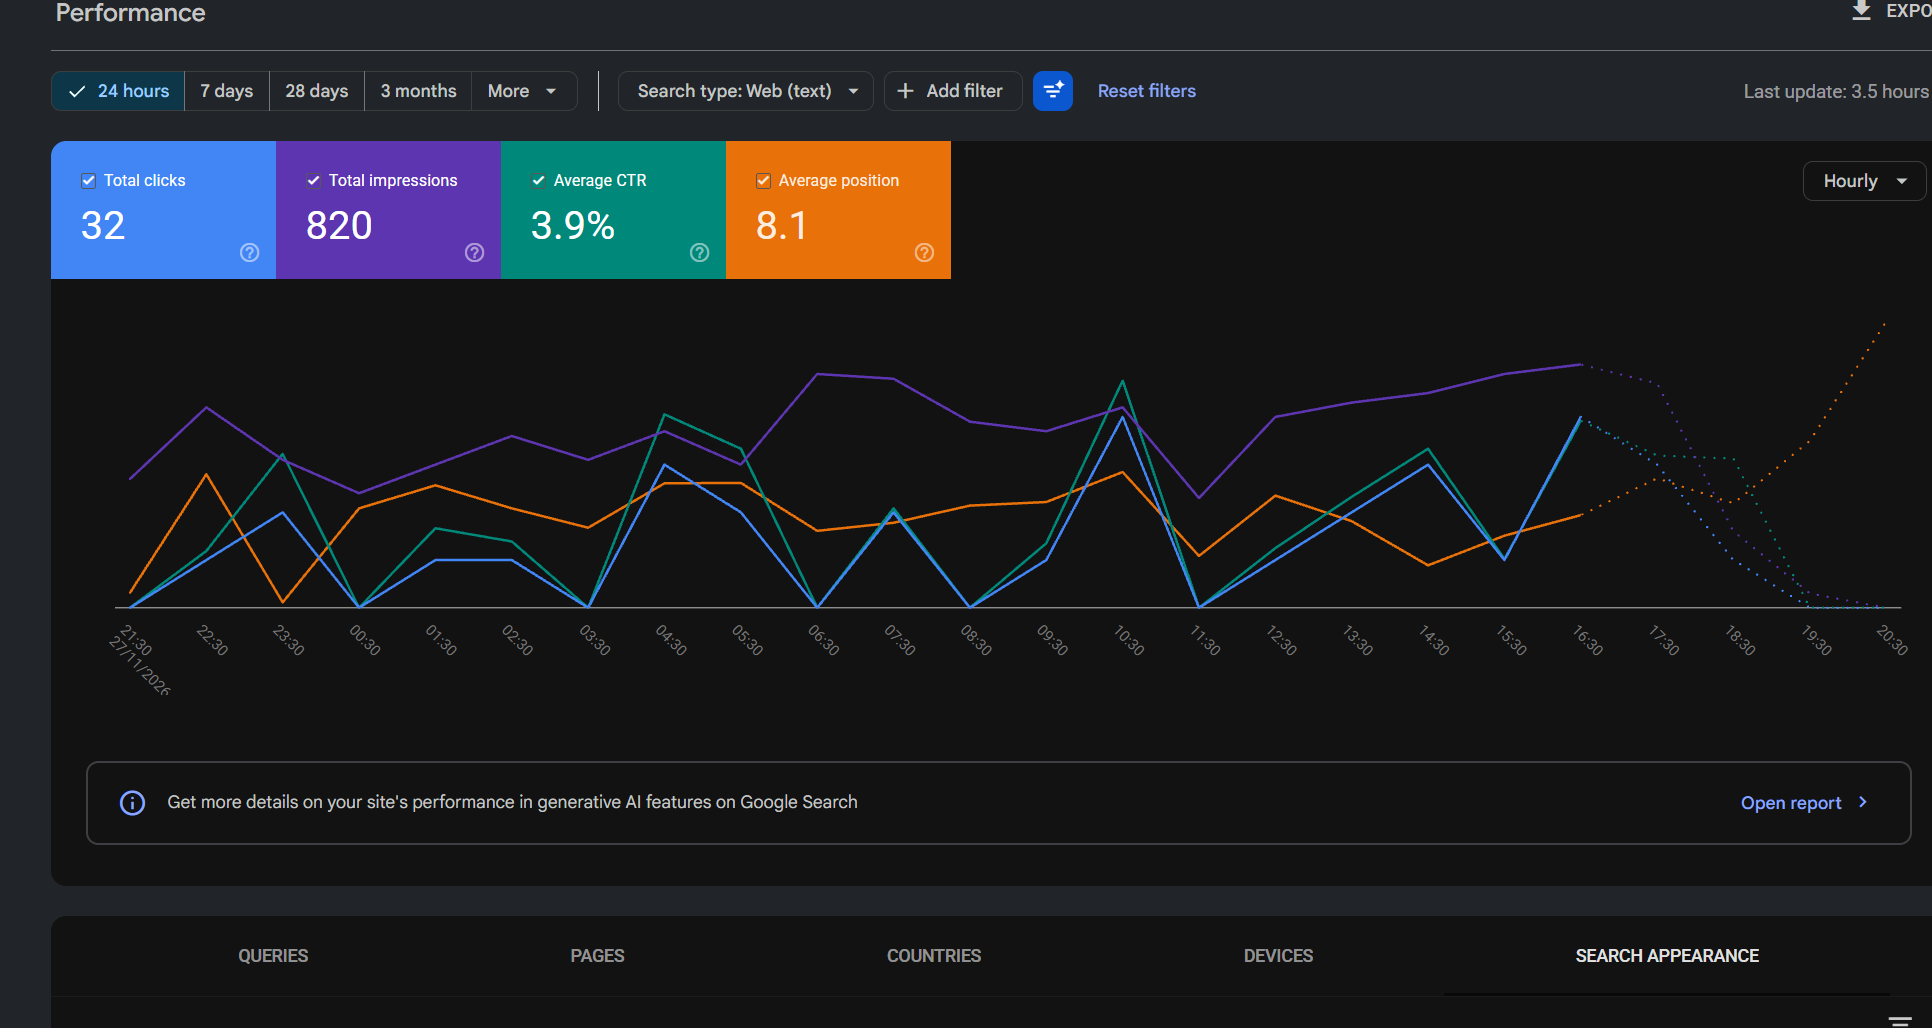 Performance
EXPO
24 hours
7 days
28 days
3 months
More
Search type: Web (text)
Add filter
Reset filters
Last update: 3.5 hours
Total clicks
32
Total impressions
820
Average CTR
3.9%
Average position
8.1
Hourly
21:30
27/11/2026
22:30
23:30
00:30
01:30
02:30
03:30
04:30
05:30
06:30
07:30
08:30
09:30
10:30
11:30
12:30
13:30
14:30
15:30
16:30
17:30
18:30
19:30
20:30
Get more details on your site's performance in generative AI features on Google Search
Open report
QUERIES
PAGES
COUNTRIES
DEVICES
SEARCH APPEARANCE